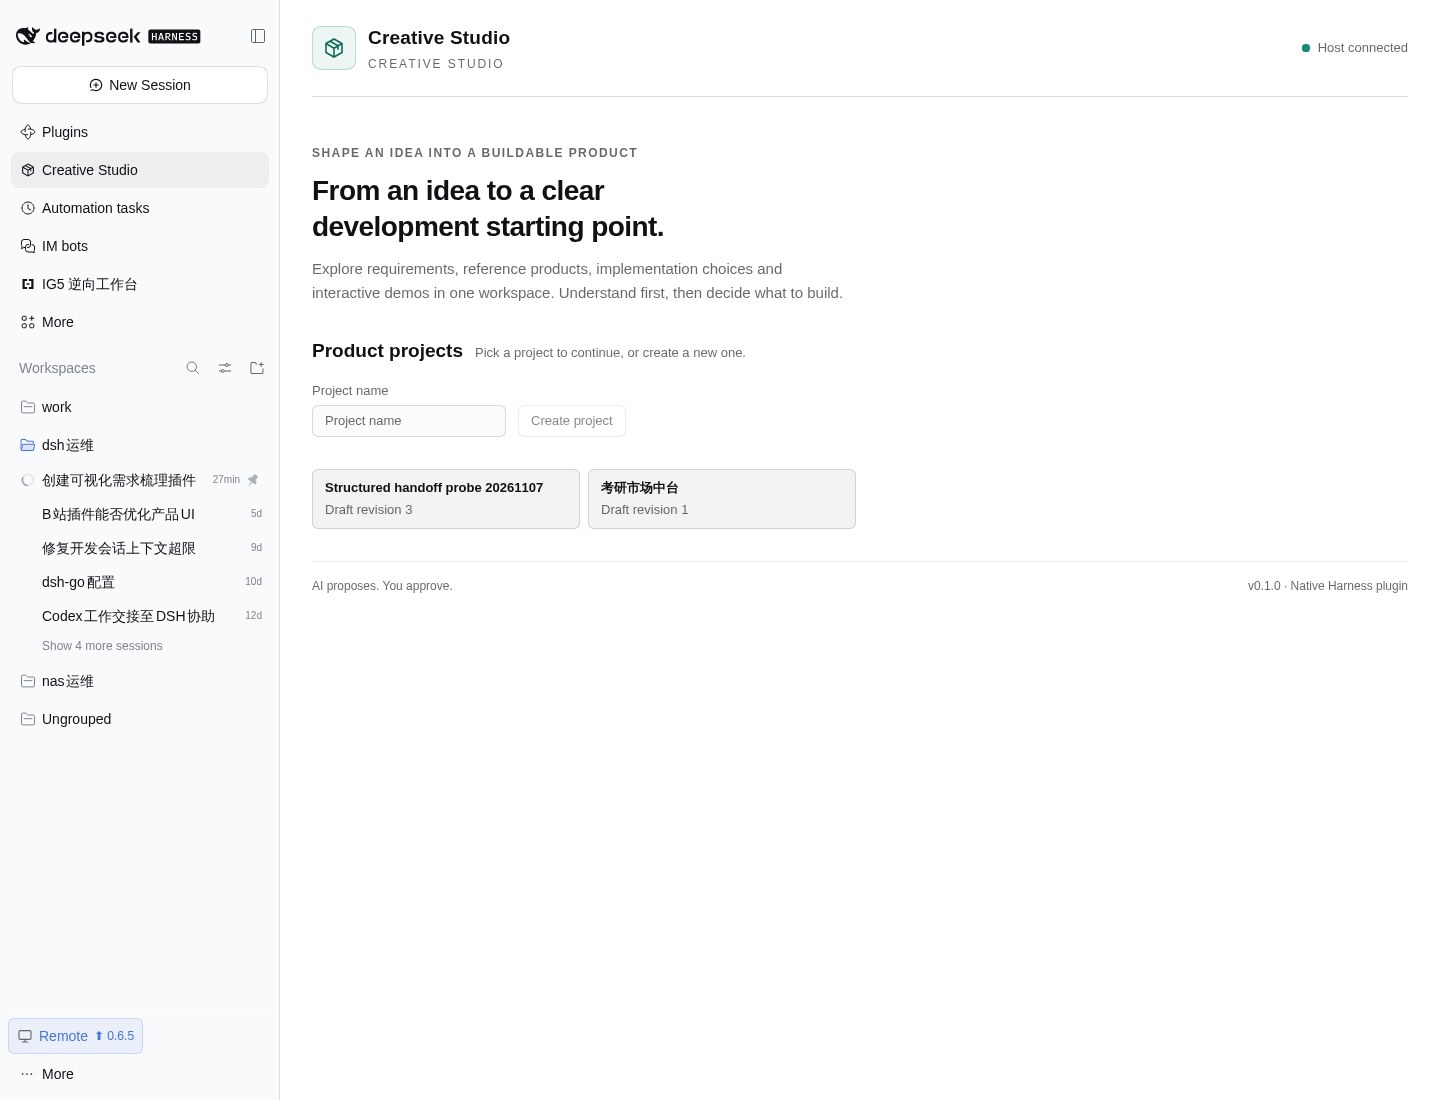 deepseek HARNESS
New Session
Plugins
Creative Studio
Automation tasks
IM bots
IG5 逆向工作台
More
Workspaces
work
dsh运维
创建可视化需求梳理插件 27min
B站插件能否优化产品UI 5d
修复开发会话上下文超限 9d
dsh-go配置 10d
Codex工作交接至DSH协助 12d
Show 4 more sessions
nas运维
Ungrouped
Remote ⬆ 0.6.5
More
Creative Studio
CREATIVE STUDIO
Host connected
SHAPE AN IDEA INTO A BUILDABLE PRODUCT
From an idea to a clear
development starting point.
Explore requirements, reference products, implementation choices and
interactive demos in one workspace. Understand first, then decide what to build.
Product projects Pick a project to continue, or create a new one.
Project name
Project name Create project
Structured handoff probe 20261107
Draft revision 3
考研市场中台
Draft revision 1
AI proposes. You approve.
v0.1.0 · Native Harness plugin